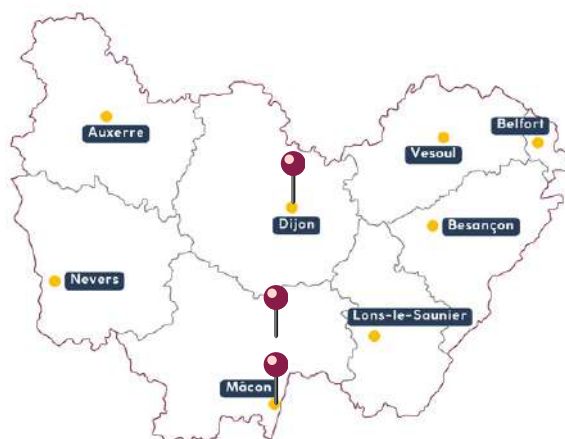 Auxerre
Belfort
Vesoul
Dijon
Besançon
Nevers
Lons-le-Saunier
Mâcon